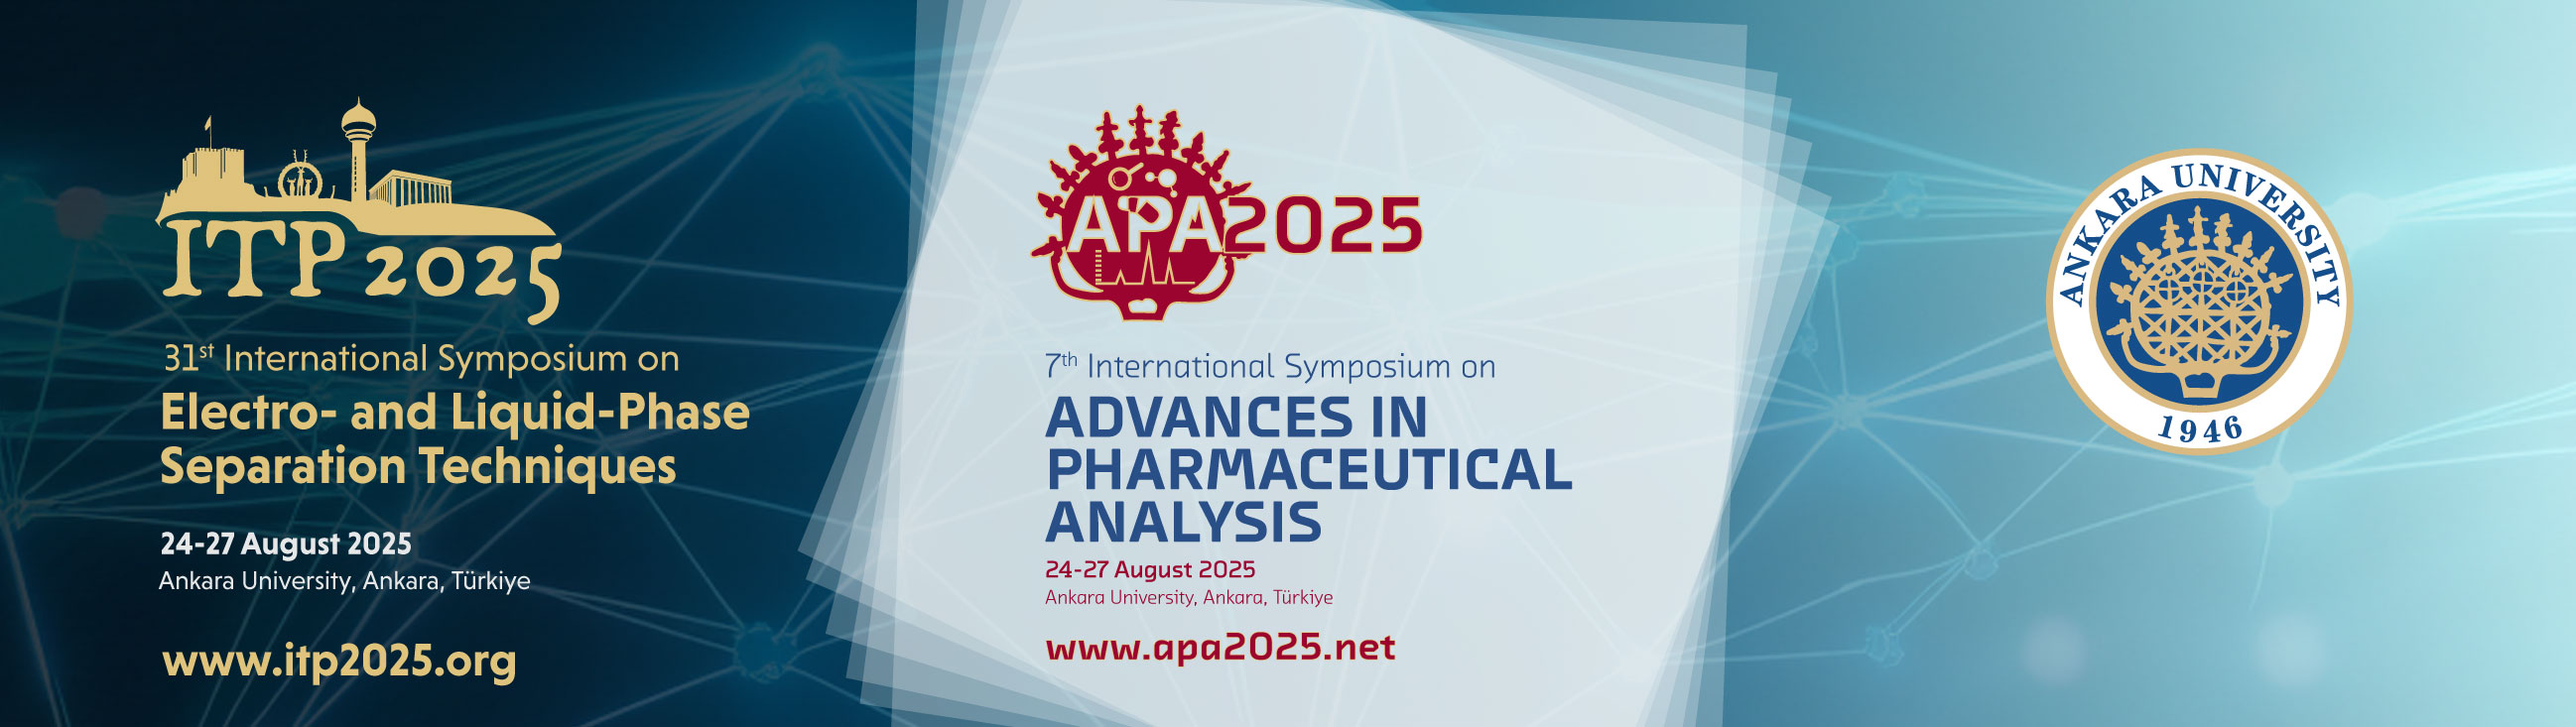 ITP 2025
31st International Symposium on
Electro- and Liquid-Phase
Separation Techniques
24-27 August 2025
Ankara University, Ankara, Türkiye
www.itp2025.org
APA2025
7th International Symposium on
ADVANCES IN
PHARMACEUTICAL
ANALYSIS
24-27 August 2025
Ankara University, Ankara, Türkiye
www.apa2025.net
ANKARA UNIVERSITY
1946